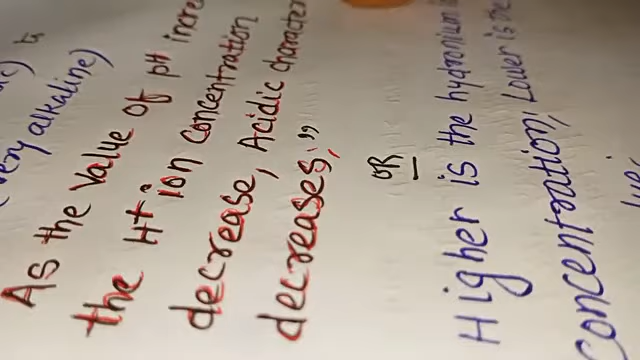 (very alkaline)
As the value of pH incre
the H+ ion concentration
decrease, Acidic character
decreases,"
OR
Higher is the hydronium
concentration, Lower is the